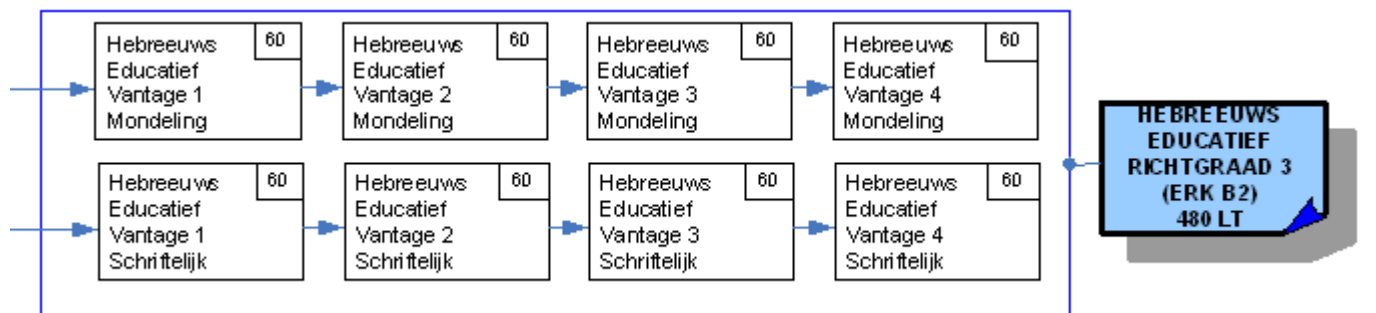 Hebreeuws
60
Educatief
Vantage 1
Mondeling
Hebreeuws
60
Educatief
Vantage 2
Mondeling
Hebreeuws
60
Educatief
Vantage 3
Mondeling
Hebreeuws
60
Educatief
Vantage 4
Mondeling
Hebreeuws
60
Educatief
Vantage 1
Schriftelijk
Hebreeuws
60
Educatief
Vantage 2
Schriftelijk
Hebreeuws
60
Educatief
Vantage 3
Schriftelijk
Hebreeuws
60
Educatief
Vantage 4
Schriftelijk
HEBREEUWS
EDUCATIEF
RICHTGRAAD 3
(ERK B2)
480 LT